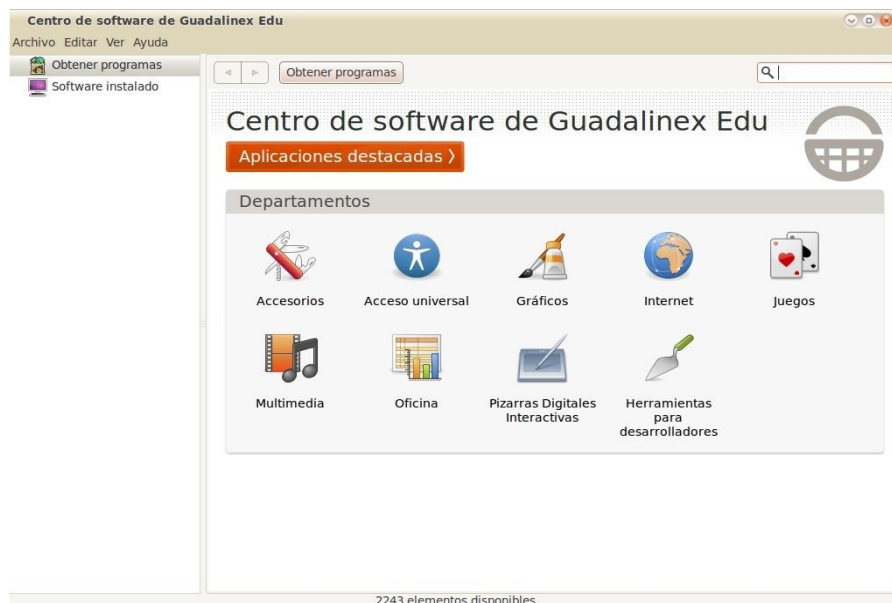 Centro de software de Guadalinex Edu
Archivo Editar Ver Ayuda
Obtener programas
Software instalado
Obtener programas
Centro de software de Guadalinex Edu
Aplicaciones destacadas
Departamentos
Accesorios
Acceso universal
Gráficos
Internet
Juegos
Multimedia
Oficina
Pizarras Digitales
Interactivas
Herramientas
para
desarrolladores
2243 elementos disponibles